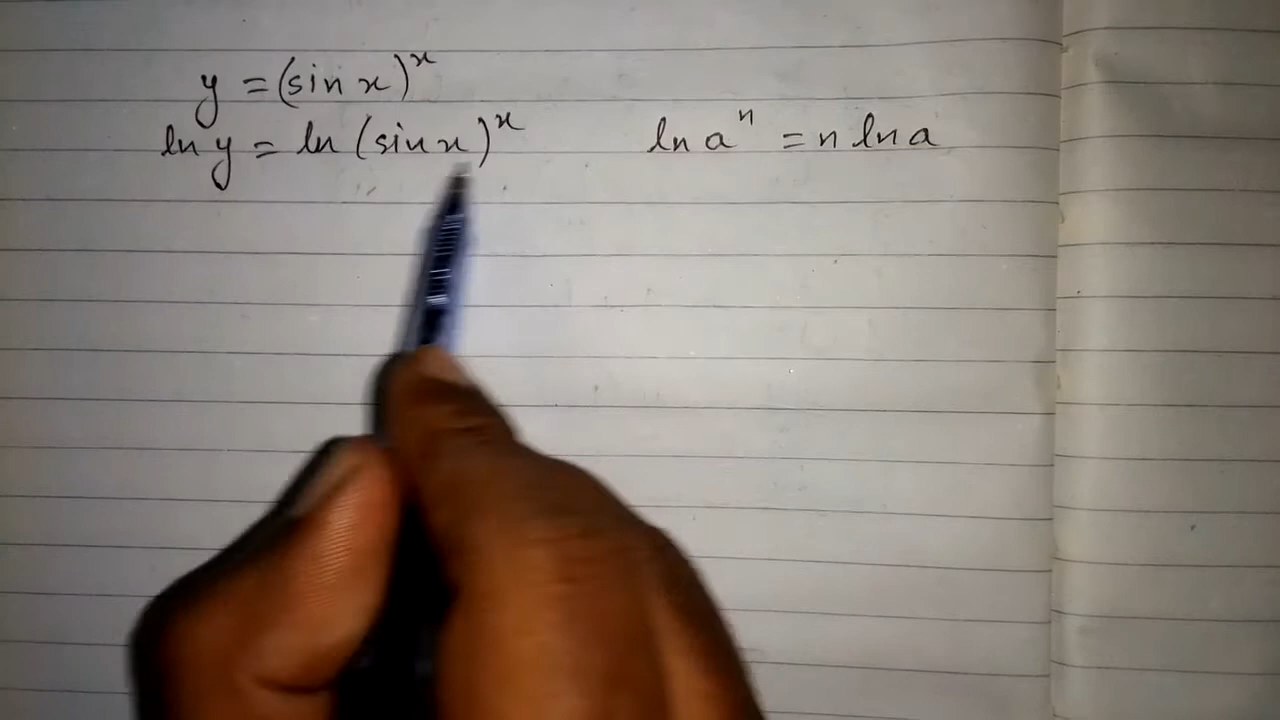 y = (sin x)^x
ln y = ln (sin x)^x
ln a^n = n ln a